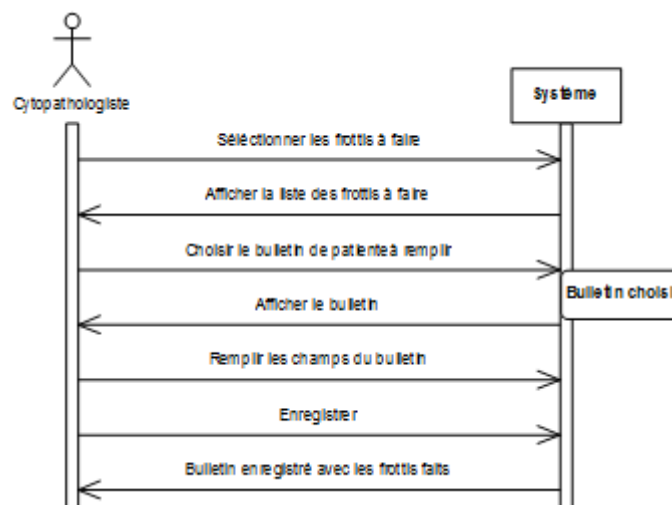 Cytopathologiste
Système
Séléctionner les frottis à faire
Afficher la liste des frottis à faire
Choisir le bulletin de patiente à remplir
Bulletin choisi
Afficher le bulletin
Remplir les champs du bulletin
Enregistrer
Bulletin enregistré avec les frottis faits